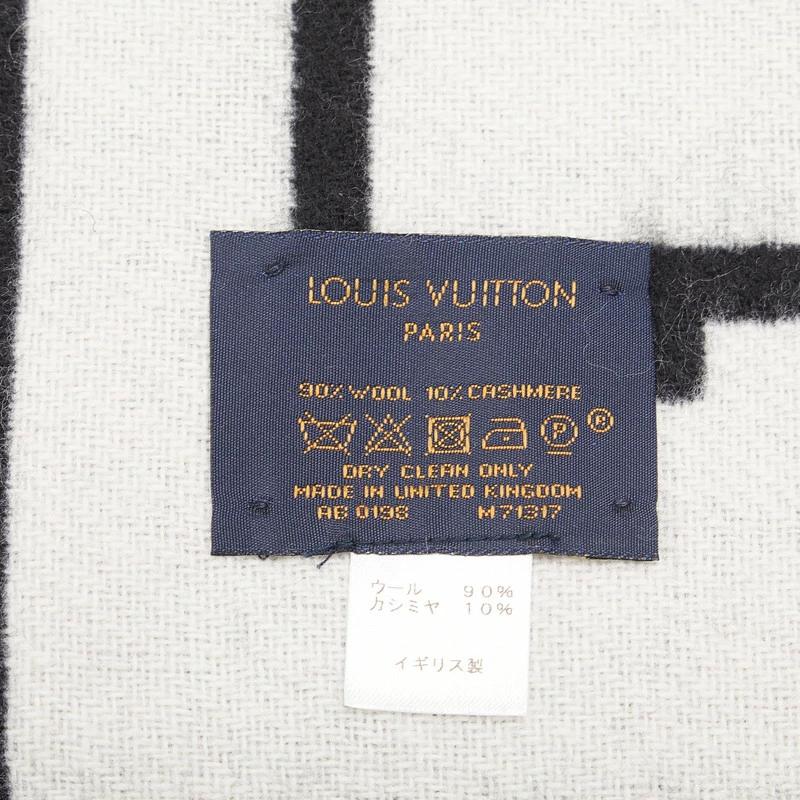 LOUIS VUITTON
PARIS
90% WOOL 10% CASHMERE
P ®
DRY CLEAN ONLY
MADE IN UNITED KINGDOM
AB 0198 M71317
ウール 90%
カシミヤ 10%
イギリス製